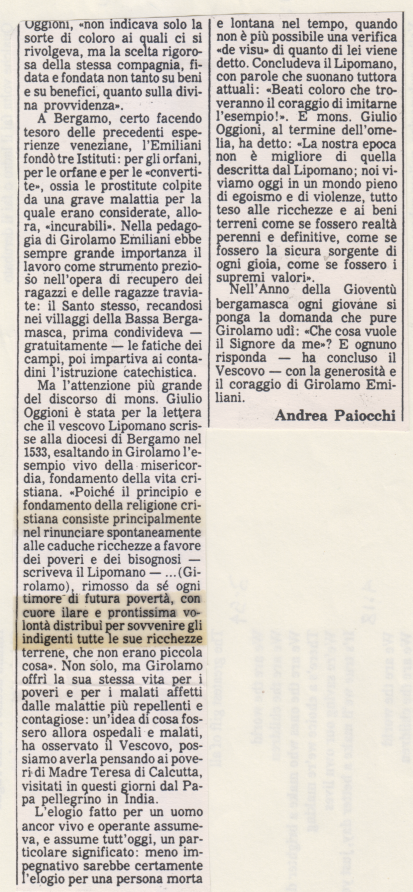 Oggioni, «non indicava solo la
sorte di coloro ai quali ci si
rivolgeva, ma la scelta rigoro-
sa della stessa compagnia, fi-
data e fondata non tanto su beni
e su benefici, quanto sulla divi-
na provvidenza».
A Bergamo, certo facendo
tesoro delle precedenti espe-
rienze veneziane, l'Emiliani
fondò tre Istituti: per gli orfani,
per le orfane e per le «converti-
te», ossia le prostitute colpite
da una grave malattia per la
quale erano considerate, allo-
ra, «incurabili». Nella pedago-
gia di Girolamo Emiliani ebbe
sempre grande importanza il
lavoro come strumento prezio-
so nell'opera di recupero dei
ragazzi e delle ragazze travia-
te: il Santo stesso, recandosi
nei villaggi della Bassa Berga-
masca, prima condivideva —
gratuitamente — le fatiche dei
campi, poi impartiva ai conta-
dini l'istruzione catechistica.
Ma l'attenzione più grande
del discorso di mons. Giulio
Oggioni è stata per la lettera
che il vescovo Lipomano scris-
se alla diocesi di Bergamo nel
1533, esaltando in Girolamo l'e-
sempio vivo della misericor-
dia, fondamento della vita cri-
stiana. «Poiché il principio e
fondamento della religione cri-
stiana consiste principalmente
nel rinunciare spontaneamente
alle caduche ricchezze a favore
dei poveri e dei bisognosi —
scriveva il Lipomano — ...(Gi-
rolamo), rimosso da sé ogni
timore di futura povertà, con
cuore ilare e prontissima vo-
lontà distribuì per sovvenire gli
indigenti tutte le sue ricchezze
terrene, che non erano piccola
cosa». Non solo, ma Girolamo
offrì la sua stessa vita per i
poveri e per i malati affetti
dalle malattie più repellenti e
contagiose: un'idea di cosa fos-
sero allora ospedali e malati,
ha osservato il Vescovo, pos-
siamo averla pensando ai pove-
ri di Madre Teresa di Calcutta,
visitati in questi giorni dal Pa-
pa pellegrino in India.
L'elogio fatto per un uomo
ancor vivo e operante assume-
va, e assume tutt'oggi, un par-
ticolare significato: meno im-
pegnativo sarebbe certamente
l'elogio per una persona morta
e lontana nel tempo, quando
non è più possibile una verifica
«de visu» di quanto di lei viene
detto. Concludeva il Lipomano,
con parole che suonano tuttora
attuali: «Beati coloro che tro-
veranno il coraggio di imitarne
l'esempio!». E mons. Giulio
Oggioni, al termine dell'ome-
lia, ha detto: «La nostra epoca
non è migliore di quella
descritta dal Lipomano; noi vi-
viamo oggi in un mondo pieno
di egoismo e di violenze, tutto
teso alle ricchezze e ai beni
terreni come se fossero realtà
perenni e definitive, come se
fossero la sicura sorgente di
ogni gioia, come se fossero i
supremi valori».
Nell'Anno della Gioventù
bergamasca ogni giovane si
ponga la domanda che pure
Girolamo udì: «Che cosa vuole
il Signore da me»? E ognuno
risponda — ha concluso il
Vescovo — con la generosità e
il coraggio di Girolamo Emi-
liani.
Andrea Paiocchi